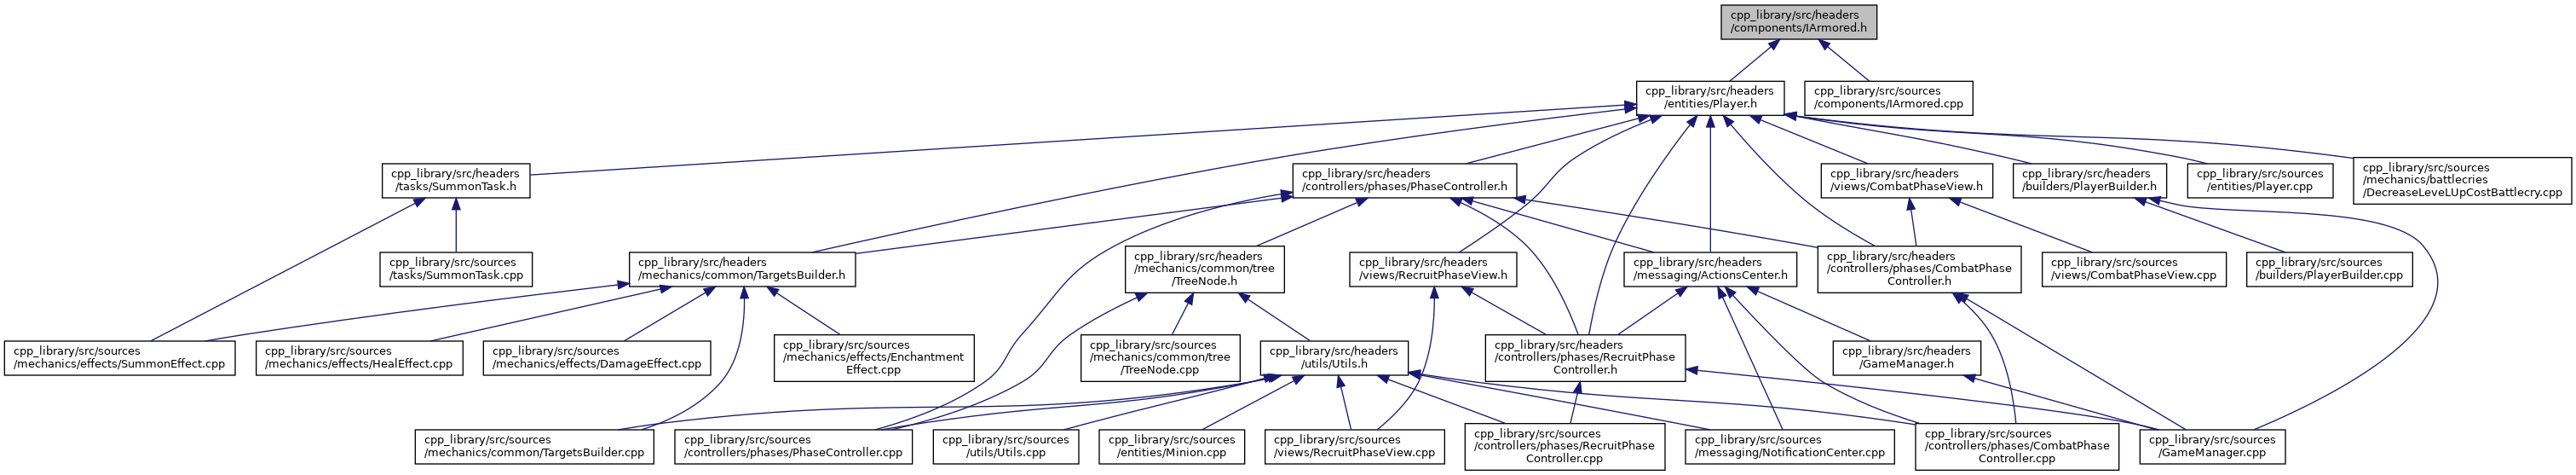 cpp_library/src/headers
/components/IArmored.h
cpp_library/src/headers
/entities/Player.h
cpp_library/src/sources
/components/IArmored.cpp
cpp_library/src/headers
/tasks/SummonTask.h
cpp_library/src/headers
/controllers/phases/PhaseController.h
cpp_library/src/headers
/views/CombatPhaseView.h
cpp_library/src/headers
/builders/PlayerBuilder.h
cpp_library/src/sources
/entities/Player.cpp
cpp_library/src/sources
/mechanics/battlecries
/DecreaseLeveLUpCostBattlecry.cpp
cpp_library/src/sources
/tasks/SummonTask.cpp
cpp_library/src/headers
/mechanics/common/TargetsBuilder.h
cpp_library/src/headers
/mechanics/common/tree
/TreeNode.h
cpp_library/src/headers
/views/RecruitPhaseView.h
cpp_library/src/headers
/messaging/ActionsCenter.h
cpp_library/src/headers
/controllers/phases/CombatPhase
Controller.h
cpp_library/src/sources
/views/CombatPhaseView.cpp
cpp_library/src/sources
/builders/PlayerBuilder.cpp
cpp_library/src/sources
/mechanics/effects/SummonEffect.cpp
cpp_library/src/sources
/mechanics/effects/HealEffect.cpp
cpp_library/src/sources
/mechanics/effects/DamageEffect.cpp
cpp_library/src/sources
/mechanics/effects/Enchantment
Effect.cpp
cpp_library/src/sources
/mechanics/common/tree
/TreeNode.cpp
cpp_library/src/headers
/utils/Utils.h
cpp_library/src/headers
/controllers/phases/RecruitPhase
Controller.h
cpp_library/src/headers
/GameManager.h
cpp_library/src/sources
/mechanics/common/TargetsBuilder.cpp
cpp_library/src/sources
/controllers/phases/PhaseController.cpp
cpp_library/src/sources
/utils/Utils.cpp
cpp_library/src/sources
/entities/Minion.cpp
cpp_library/src/sources
/views/RecruitPhaseView.cpp
cpp_library/src/sources
/controllers/phases/RecruitPhase
Controller.cpp
cpp_library/src/sources
/messaging/NotificationCenter.cpp
cpp_library/src/sources
/controllers/phases/CombatPhase
Controller.cpp
cpp_library/src/sources
/GameManager.cpp